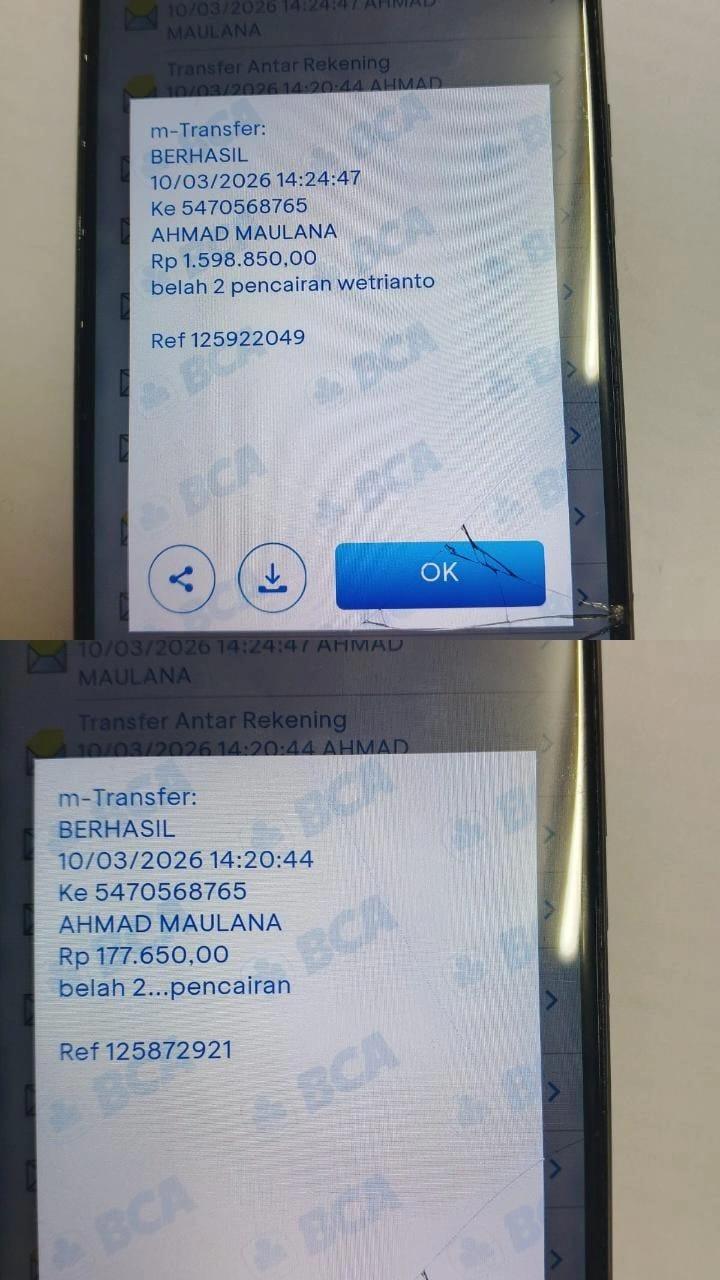 10/03/2026 14:24:47 AHMAD
MAULANA
Transfer Antar Rekening
10/03/2026 14:20:44 AHMAD
m-Transfer:
BERHASIL
10/03/2026 14:24:47
Ke 5470568765
AHMAD MAULANA
Rp 1.598.850,00
belah 2 pencairan wetrianto
Ref 125922049
BCA
OK
10/03/2026 14:24:47 AHMAD
MAULANA
Transfer Antar Rekening
10/03/2026 14:20:44 AHMAD
m-Transfer:
BERHASIL
10/03/2026 14:20:44
Ke 5470568765
AHMAD MAULANA
Rp 177.650,00
belah 2...pencairan
Ref 125872921
BCA